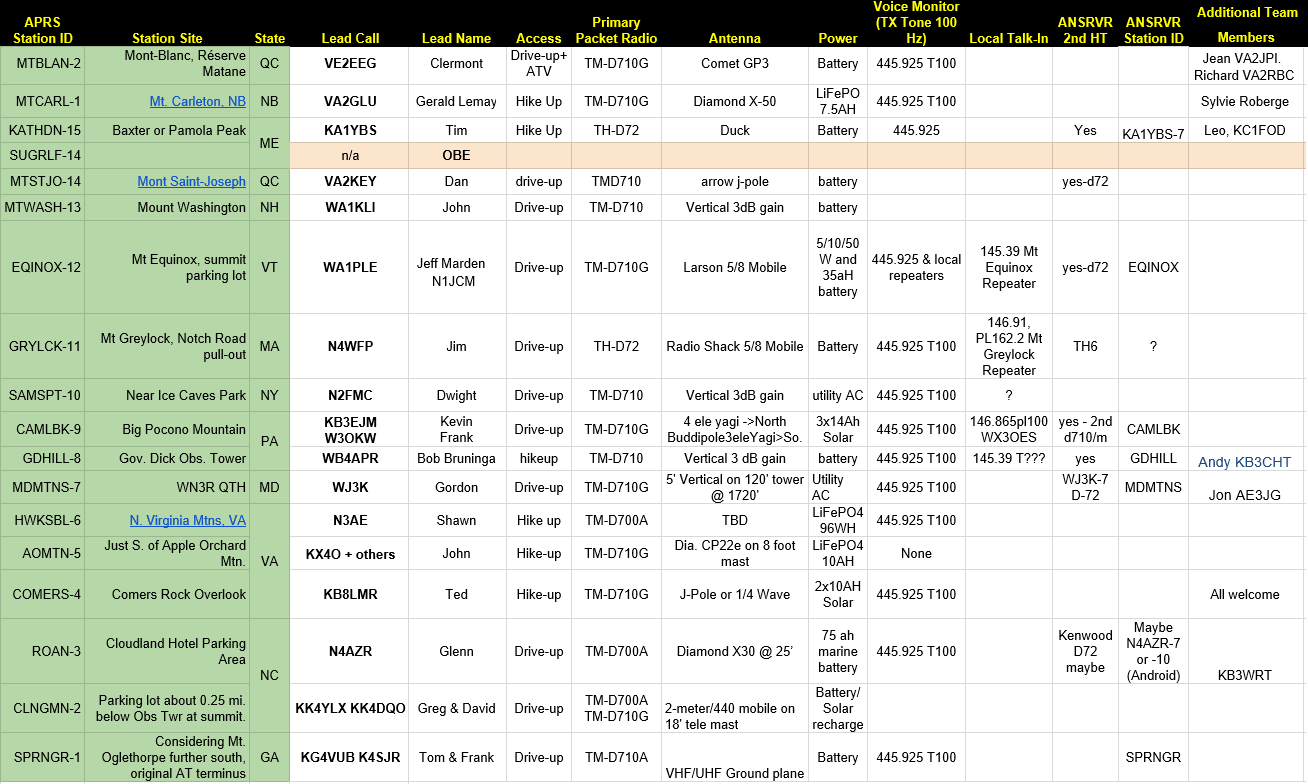 APRS Station ID | Station Site | State | Lead Call | Lead Name | Access | Primary Packet Radio | Antenna | Power | Voice Monitor (TX Tone 100 Hz) | Local Talk-In | ANSRVR 2nd HT | ANSRVR Station ID | Additional Team Members
MTBLAN-2 | Mont-Blanc, Réserve Matane | QC | VE2EEG | Clermont | Drive-up+ ATV | TM-D710G | Comet GP3 | Battery | 445.925 T100 | | | | Jean VA2JPI. Richard VA2RBC
MTCARL-1 | Mt. Carleton, NB | NB | VA2GLU | Gerald Lemay | Hike Up | TM-D710G | Diamond X-50 | LiFePO 7.5AH | 445.925 T100 | | | | Sylvie Roberge
KATHDN-15 | Baxter or Pamola Peak | ME | KA1YBS | Tim | Hike Up | TH-D72 | Duck | Battery | 445.925 | | Yes | KA1YBS-7 | Leo, KC1FOD
SUGRLF-14 | | | n/a | OBE
MTSTJO-14 | Mont Saint-Joseph | QC | VA2KEY | Dan | drive-up | TMD710 | arrow j-pole | battery | | | yes-d72
MTWASH-13 | Mount Washington | NH | WA1KLI | John | Drive-up | TM-D710 | Vertical 3dB gain | battery
EQINOX-12 | Mt Equinox, summit parking lot | VT | WA1PLE | Jeff Marden N1JCM | Drive-up | TM-D710G | Larson 5/8 Mobile | 5/10/50 W and 35aH battery | 445.925 & local repeaters | 145.39 Mt Equinox Repeater | yes-d72 | EQINOX
GRYLCK-11 | Mt Greylock, Notch Road pull-out | MA | N4WFP | Jim | Drive-up | TH-D72 | Radio Shack 5/8 Mobile | Battery | 445.925 T100 | 146.91, PL162.2 Mt Greylock Repeater | TH6 | ?
SAMSPT-10 | Near Ice Caves Park | NY | N2FMC | Dwight | Drive-up | TM-D710 | Vertical 3dB gain | utility AC | 445.925 T100 | ?
CAMLBK-9 | Big Pocono Mountain | PA | KB3EJM W3OKW | Kevin Frank | Drive-up | TM-D710G | 4 ele yagi ->North Buddipole3eleYagi>So. | 3x14Ah Solar | 445.925 T100 | 146.865pl100 WX3OES | yes - 2nd d710/m | CAMLBK
GDHILL-8 | Gov. Dick Obs. Tower | | WB4APR | Bob Bruninga | hikeup | TM-D710 | Vertical 3 dB gain | battery | 445.925 T100 | 145.39 T??? | yes | GDHILL | Andy KB3CHT
MDMTNS-7 | WN3R QTH | MD | WJ3K | Gordon | Drive-up | TM-D710G | 5' Vertical on 120' tower @ 1720' | Utility AC | 445.925 T100 | | WJ3K-7 D-72 | MDMTNS | Jon AE3JG
HWKSBL-6 | N. Virginia Mtns, VA | VA | N3AE | Shawn | Hike up | TM-D700A | TBD | LiFePO4 96WH | 445.925 T100
AOMTN-5 | Just S. of Apple Orchard Mtn. | | KX4O + others | John | Hike-up | TM-D710G | Dia. CP22e on 8 foot mast | LiFePO4 10AH | None
COMERS-4 | Comers Rock Overlook | | KB8LMR | Ted | Hike-up | TM-D710G | J-Pole or 1/4 Wave | 2x10AH Solar | 445.925 T100 | | | | All welcome
ROAN-3 | Cloudland Hotel Parking Area | NC | N4AZR | Glenn | Drive-up | TM-D700A | Diamond X30 @ 25' | 75 ah marine battery | 445.925 T100 | | Kenwood D72 maybe | Maybe N4AZR-7 or -10 (Android) | KB3WRT
CLNGMN-2 | Parking lot about 0.25 mi. below Obs Twr at summit. | | KK4YLX KK4DQO | Greg & David | Drive-up | TM-D700A TM-D710G | 2-meter/440 mobile on 18' tele mast | Battery/ Solar recharge
SPRNGR-1 | Considering Mt. Oglethorpe further south, original AT terminus | GA | KG4VUB K4SJR | Tom & Frank | Drive-up | TM-D710A | VHF/UHF Ground plane | Battery | 445.925 T100 | | | SPRNGR